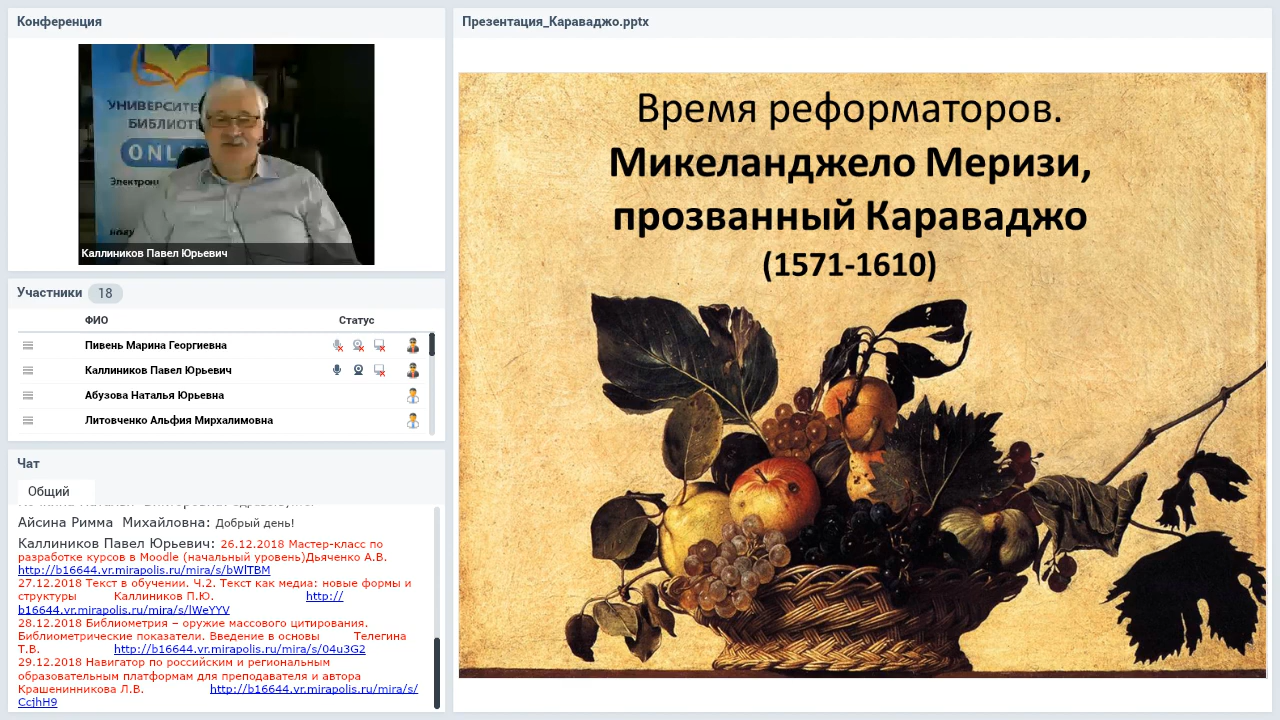 Конференция
УНИВЕРСИТЕ
БИБЛИОТ
ONLI
Электрон
Каллиников Павел Юрьевич
Участники 18
ФИО Статус
Пивень Марина Георгиевна
Каллиников Павел Юрьевич
Абузова Наталья Юрьевна
Литовченко Альфия Мирхалимовна
Чат
Общий
Айсина Римма Михайловна: Добрый день!
Каллиников Павел Юрьевич: 26.12.2018 Мастер-класс по
разработке курсов в Moodle (начальный уровень)Дьяченко А.В.
http://b16644.vr.mirapolis.ru/mira/s/bWlTBM
27.12.2018 Текст в обучении. Ч.2. Текст как медиа: новые формы и
структуры Каллиников П.Ю. http://
b16644.vr.mirapolis.ru/mira/s/lWeYYV
28.12.2018 Библиометрия – оружие массового цитирования.
Библиометрические показатели. Введение в основы Телегина
Т.В. http://b16644.vr.mirapolis.ru/mira/s/04u3G2
29.12.2018 Навигатор по российским и региональным
образовательным платформам для преподавателя и автора
Крашенинникова Л.В. http://b16644.vr.mirapolis.ru/mira/s/
CcjhH9
Презентация_Караваджо.pptx
Время реформаторов.
Микеланджело Меризи,
прозванный Караваджо
(1571-1610)